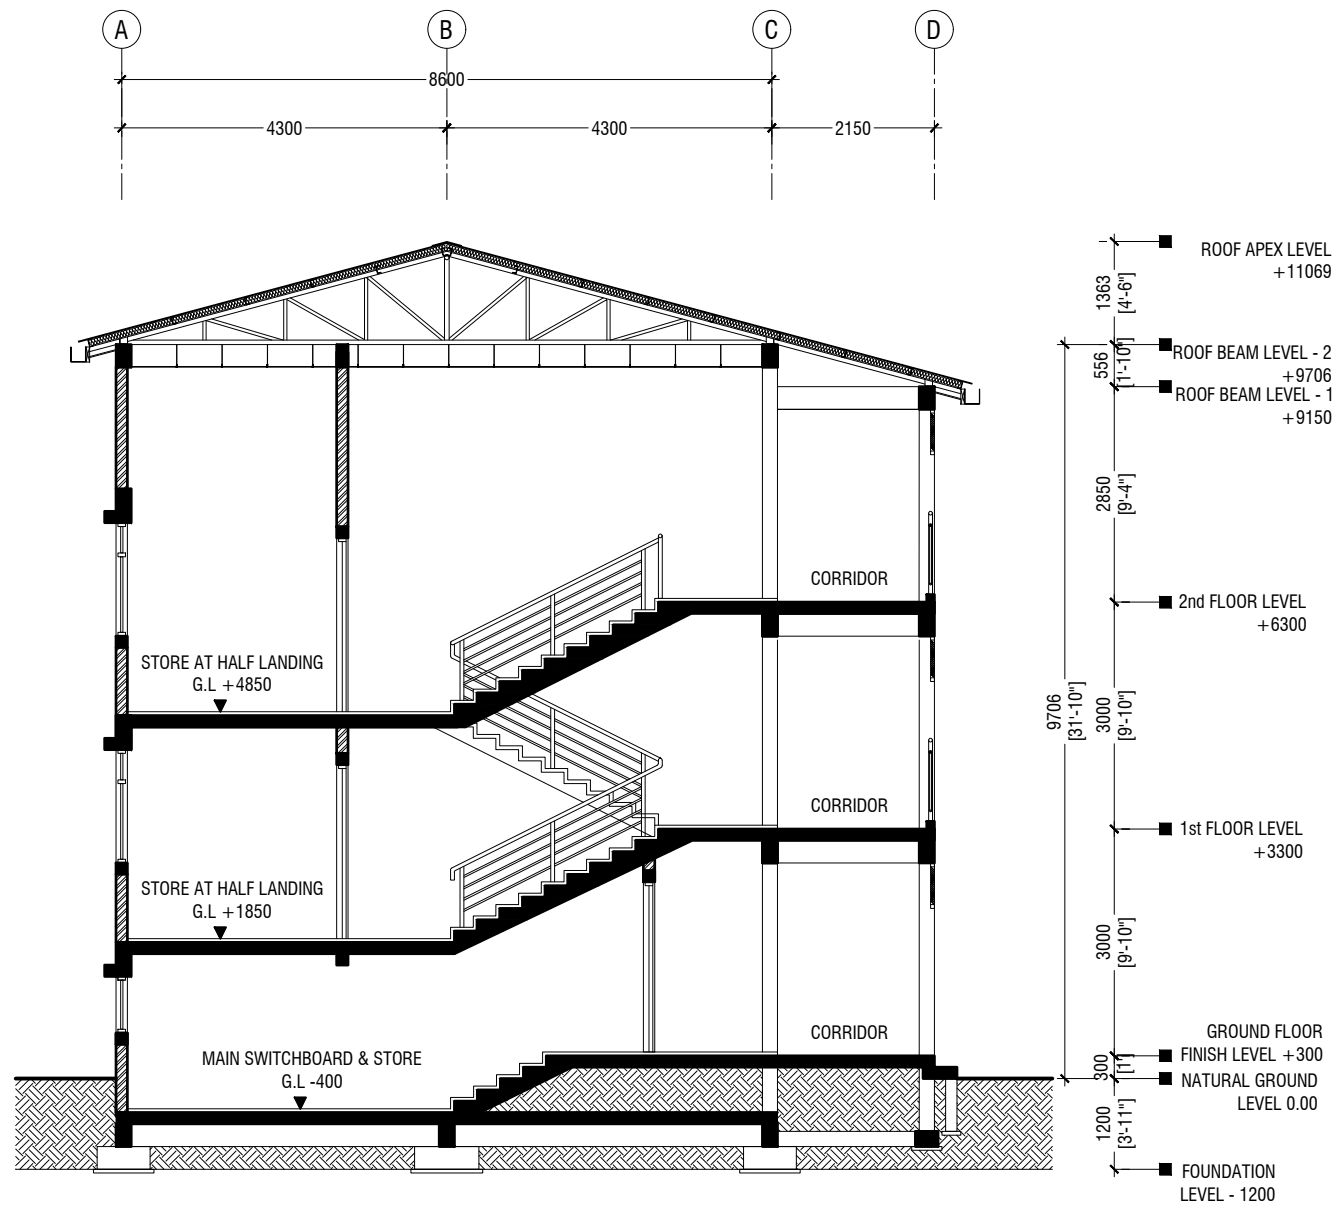 A B C D
8600
4300 4300 2150
ROOF APEX LEVEL
+11069
1363
[4'-6"]
ROOF BEAM LEVEL - 2
+9706
556
[1'-10"]
ROOF BEAM LEVEL - 1
+9150
2850
[9'-4"]
CORRIDOR
2nd FLOOR LEVEL
+6300
STORE AT HALF LANDING
G.L +4850
9706
[31'-10"]
3000
[9'-10"]
CORRIDOR
1st FLOOR LEVEL
+3300
STORE AT HALF LANDING
G.L +1850
3000
[9'-10"]
CORRIDOR
GROUND FLOOR
FINISH LEVEL +300
MAIN SWITCHBOARD & STORE
G.L -400
300
[1']
NATURAL GROUND
LEVEL 0.00
1200
[3'-11"]
FOUNDATION
LEVEL - 1200